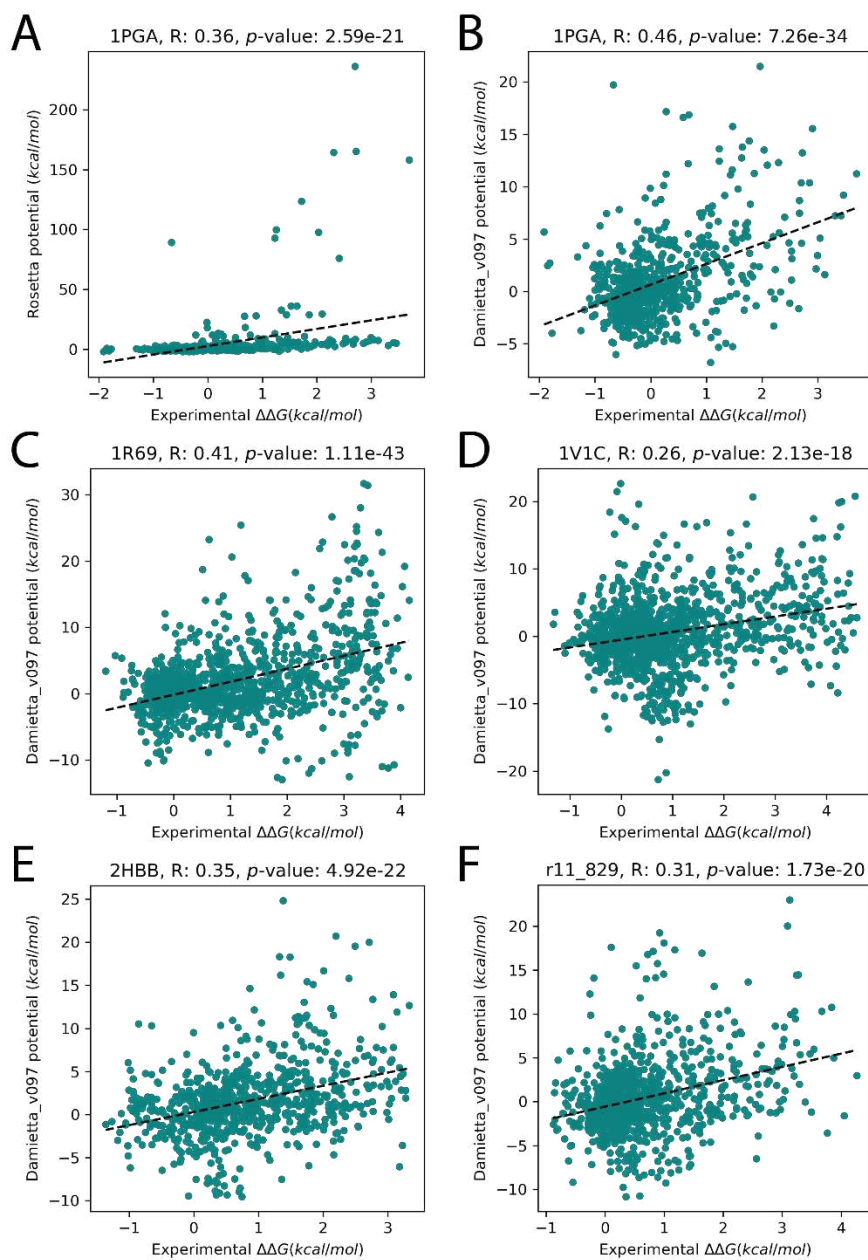 A
1PGA, R: 0.36, p-value: 2.59e-21
Rosetta potential (kcal/mol)
200
150
100
50
0
−2 −1 0 1 2 3
Experimental ΔΔG(kcal/mol)
B
1PGA, R: 0.46, p-value: 7.26e-34
Damietta_v097 potential (kcal/mol)
20
15
10
5
0
−5
−2 −1 0 1 2 3
Experimental ΔΔG(kcal/mol)
C
1R69, R: 0.41, p-value: 1.11e-43
Damietta_v097 potential (kcal/mol)
30
20
10
0
−10
−1 0 1 2 3 4
Experimental ΔΔG(kcal/mol)
D
1V1C, R: 0.26, p-value: 2.13e-18
Damietta_v097 potential (kcal/mol)
20
10
0
−10
−20
−1 0 1 2 3 4
Experimental ΔΔG(kcal/mol)
E
2HBB, R: 0.35, p-value: 4.92e-22
Damietta_v097 potential (kcal/mol)
25
20
15
10
5
0
−5
−10
−1 0 1 2 3
Experimental ΔΔG(kcal/mol)
F
r11_829, R: 0.31, p-value: 1.73e-20
Damietta_v097 potential (kcal/mol)
20
15
10
5
0
−5
−10
−1 0 1 2 3 4
Experimental ΔΔG(kcal/mol)